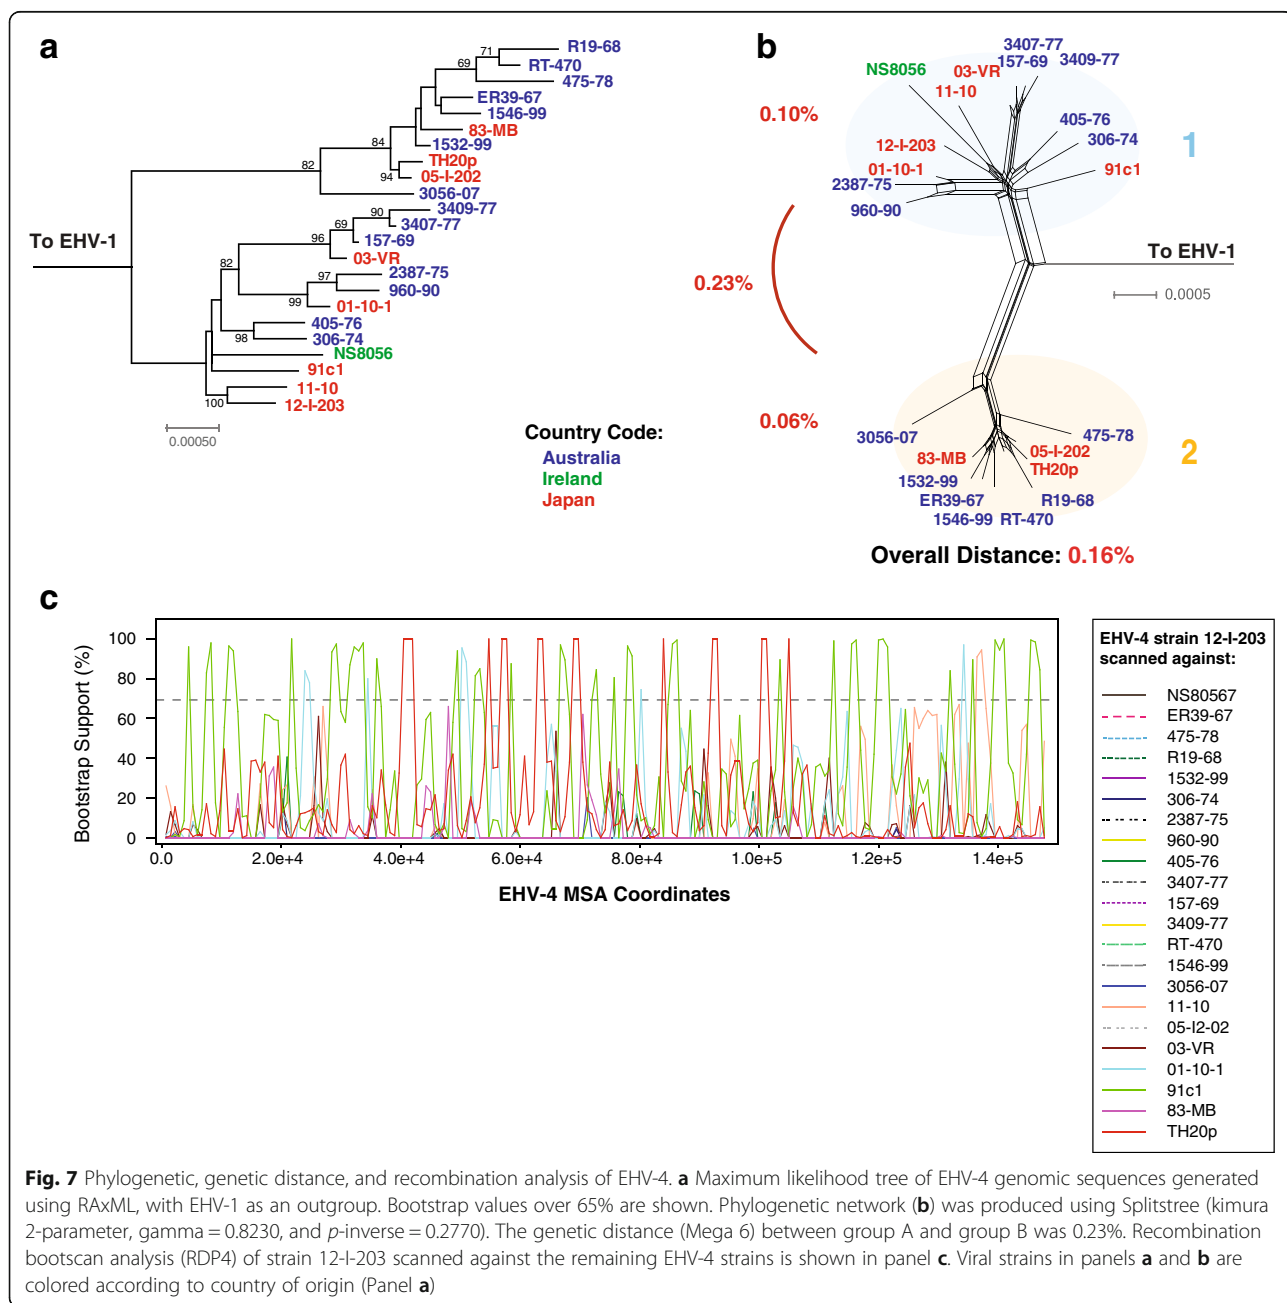 a
R19-68
71
RT-470
69
475-78
ER39-67
1546-99
83-MB
84
1532-99
TH20p
82
94
05-I-202
3056-07
3409-77
90
3407-77
69
157-69
96
To EHV-1
03-VR
82
2387-75
97
960-90
99
01-10-1
405-76
98
306-74
NS8056
91c1
11-10
100
12-I-203
0.00050
Country Code:
Australia
Ireland
Japan
b
3407-77
157-69
3409-77
NS8056
03-VR
11-10
0.10%
405-76
306-74
1
12-I-203
01-10-1
91c1
2387-75
960-90
To EHV-1
0.23%
0.0005
0.06%
3056-07
475-78
83-MB
05-I-202
TH20p
2
1532-99
ER39-67
R19-68
1546-99
RT-470
Overall Distance: 0.16%
c
Bootstrap Support (%)
100
80
60
40
20
0
0.0
2.0e+4
4.0e+4
6.0e+4
8.0e+4
1.0e+5
1.2e+5
1.4e+5
EHV-4 MSA Coordinates
EHV-4 strain 12-I-203
scanned against:
NS80567
ER39-67
475-78
R19-68
1532-99
306-74
2387-75
960-90
405-76
3407-77
157-69
3409-77
RT-470
1546-99
3056-07
11-10
05-I2-02
03-VR
01-10-1
91c1
83-MB
TH20p
Fig. 7 Phylogenetic, genetic distance, and recombination analysis of EHV-4. a Maximum likelihood tree of EHV-4 genomic sequences generated
using RAxML, with EHV-1 as an outgroup. Bootstrap values over 65% are shown. Phylogenetic network (b) was produced using Splitstree (kimura
2-parameter, gamma = 0.8230, and p-inverse = 0.2770). The genetic distance (Mega 6) between group A and group B was 0.23%. Recombination
bootscan analysis (RDP4) of strain 12-I-203 scanned against the remaining EHV-4 strains is shown in panel c. Viral strains in panels a and b are
colored according to country of origin (Panel a)